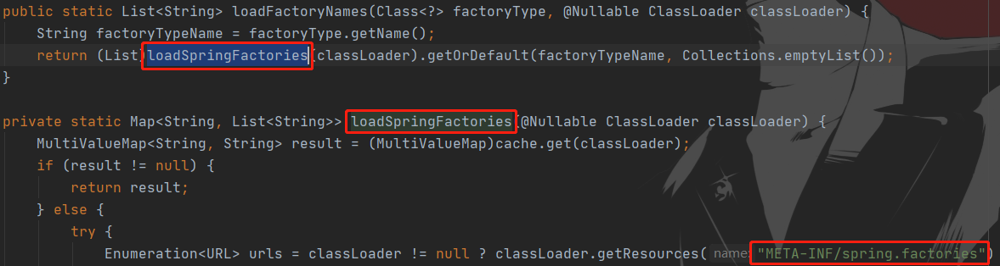 public static List<String> loadFactoryNames(Class<?> factoryType, @Nullable ClassLoader classLoader) {
    String factoryTypeName = factoryType.getName();
    return (List)loadSpringFactories(classLoader).getOrDefault(factoryTypeName, Collections.emptyList());
}
private static Map<String, List<String>> loadSpringFactories(@Nullable ClassLoader classLoader) {
    MultiValueMap<String, String> result = (MultiValueMap)cache.get(classLoader);
    if (result != null) {
        return result;
    } else {
        try {
            Enumeration<URL> urls = classLoader != null ? classLoader.getResources( name: "META-INF/spring.factories")